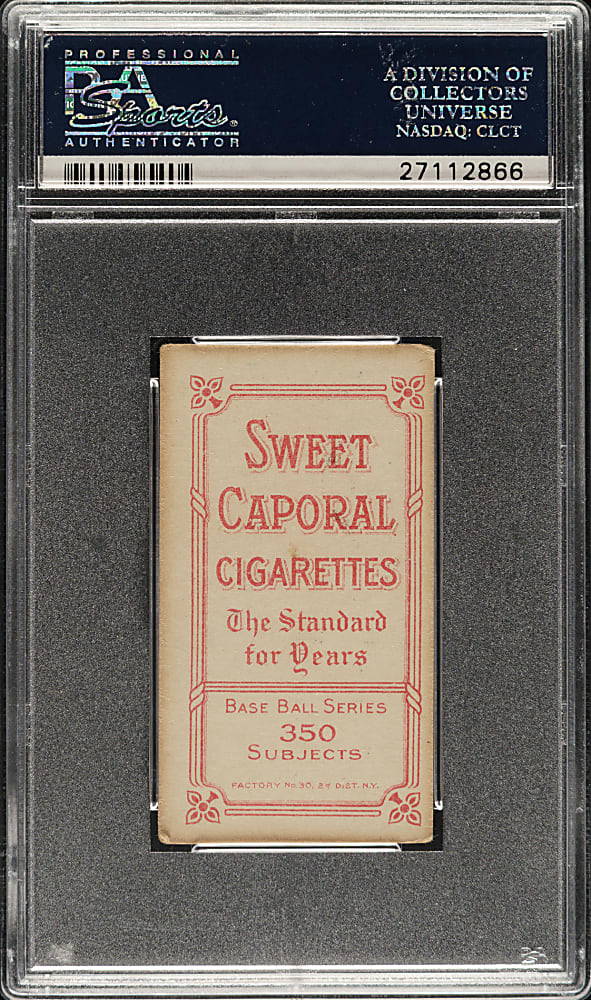 PROFESSIONAL
PSA
Sports
AUTHENTICATOR
A DIVISION OF
COLLECTORS
UNIVERSE
NASDAQ: CLCT
27112866
SWEET
CAPORAL
CIGARETTES
The Standard
for Years
BASE BALL SERIES
350
SUBJECTS
FACTORY No. 30, 2d DIST. N.Y.